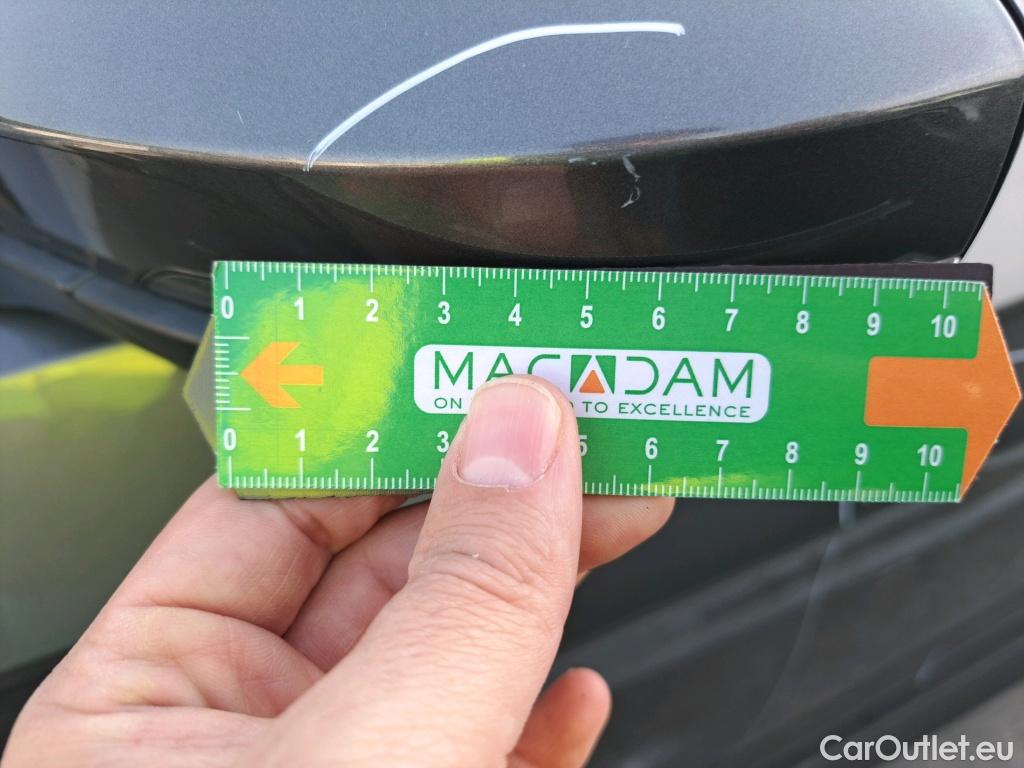 0 1 2 3 4 5 6 7 8 9 10
MACADAM
ON TO EXCELLENCE
0 1 2 3 5 6 7 8 9 10
CarOutlet.eu